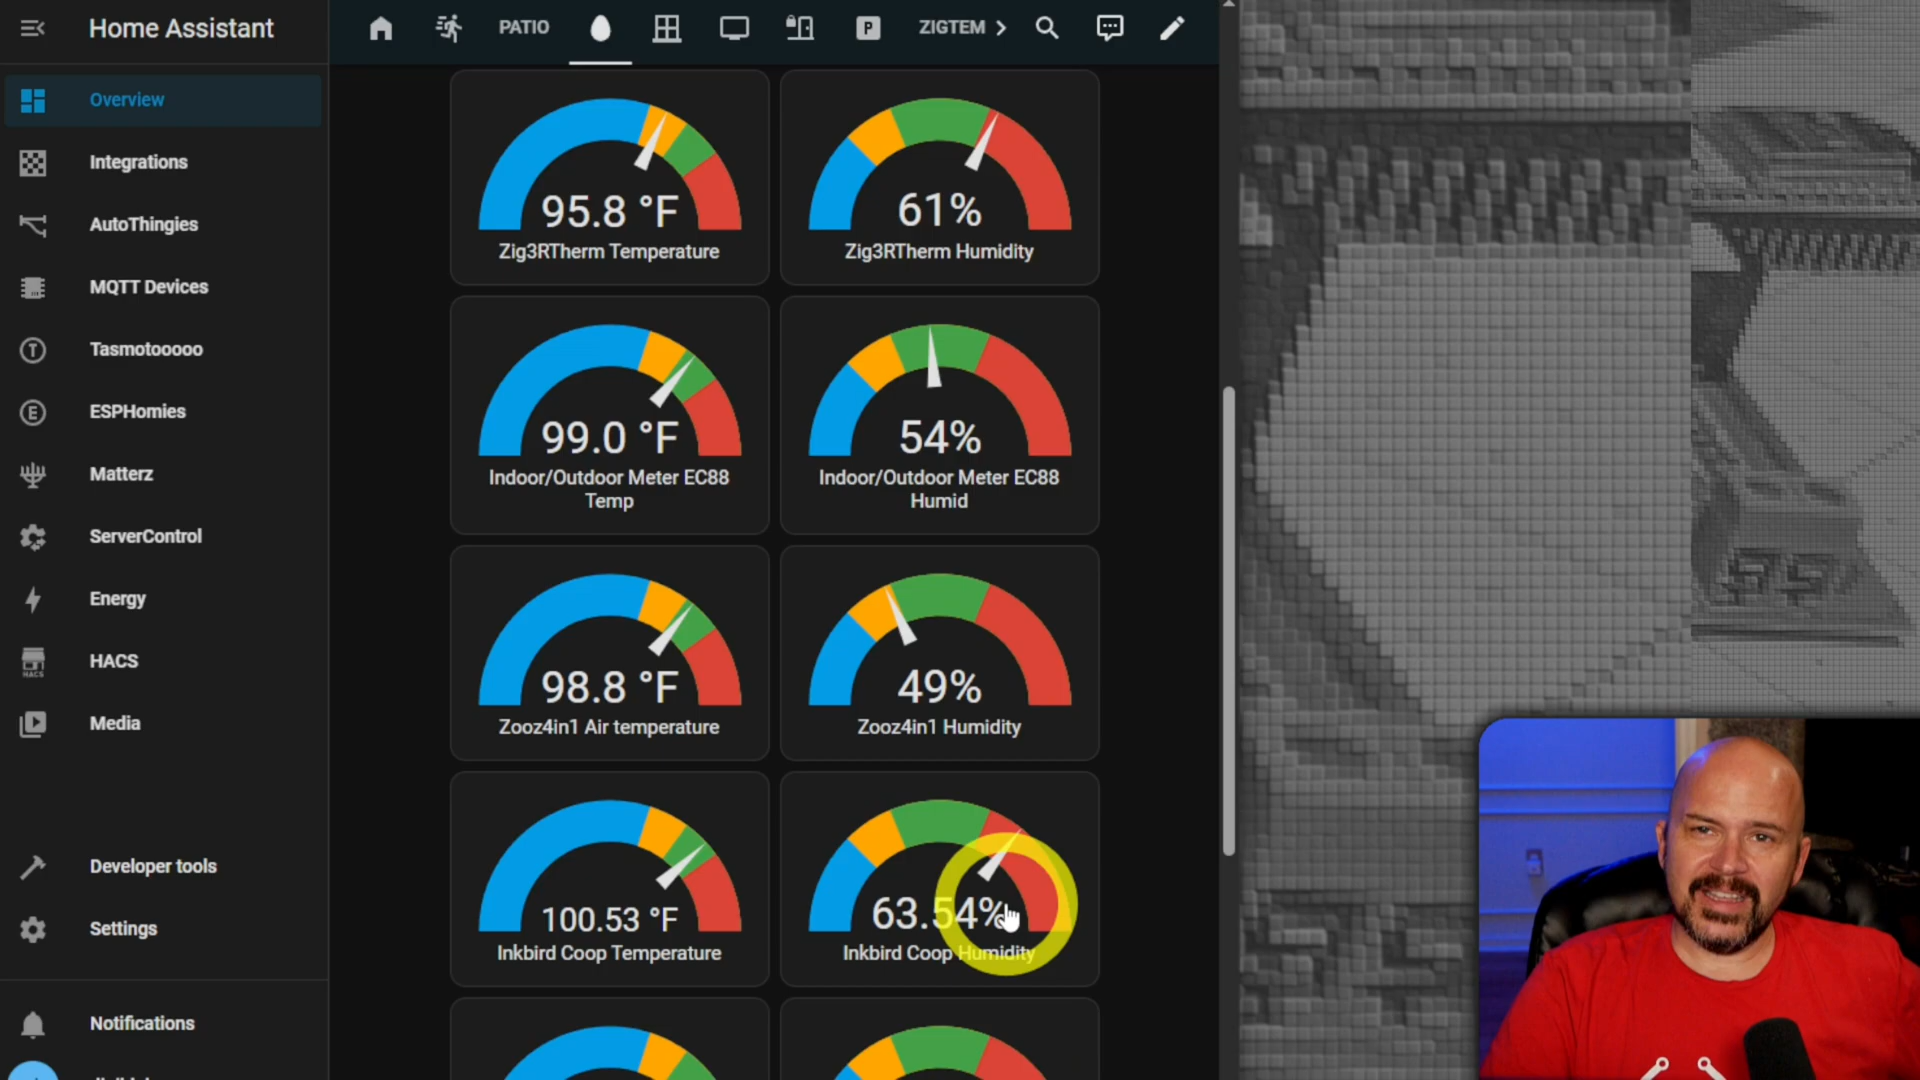 Home Assistant
PATIO
P
ZIGTEM
Overview
Integrations
AutoThingies
MQTT Devices
T Tasmotooooo
E ESPHomies
Matterz
ServerControl
Energy
HACS HACS
Media
Developer tools
Settings
Notifications
95.8 °F
Zig3RTherm Temperature
61%
Zig3RTherm Humidity
99.0 °F
Indoor/Outdoor Meter EC88
Temp
54%
Indoor/Outdoor Meter EC88
Humid
98.8 °F
Zooz4in1 Air temperature
49%
Zooz4in1 Humidity
100.53 °F
Inkbird Coop Temperature
63.54%
Inkbird Coop Humidity